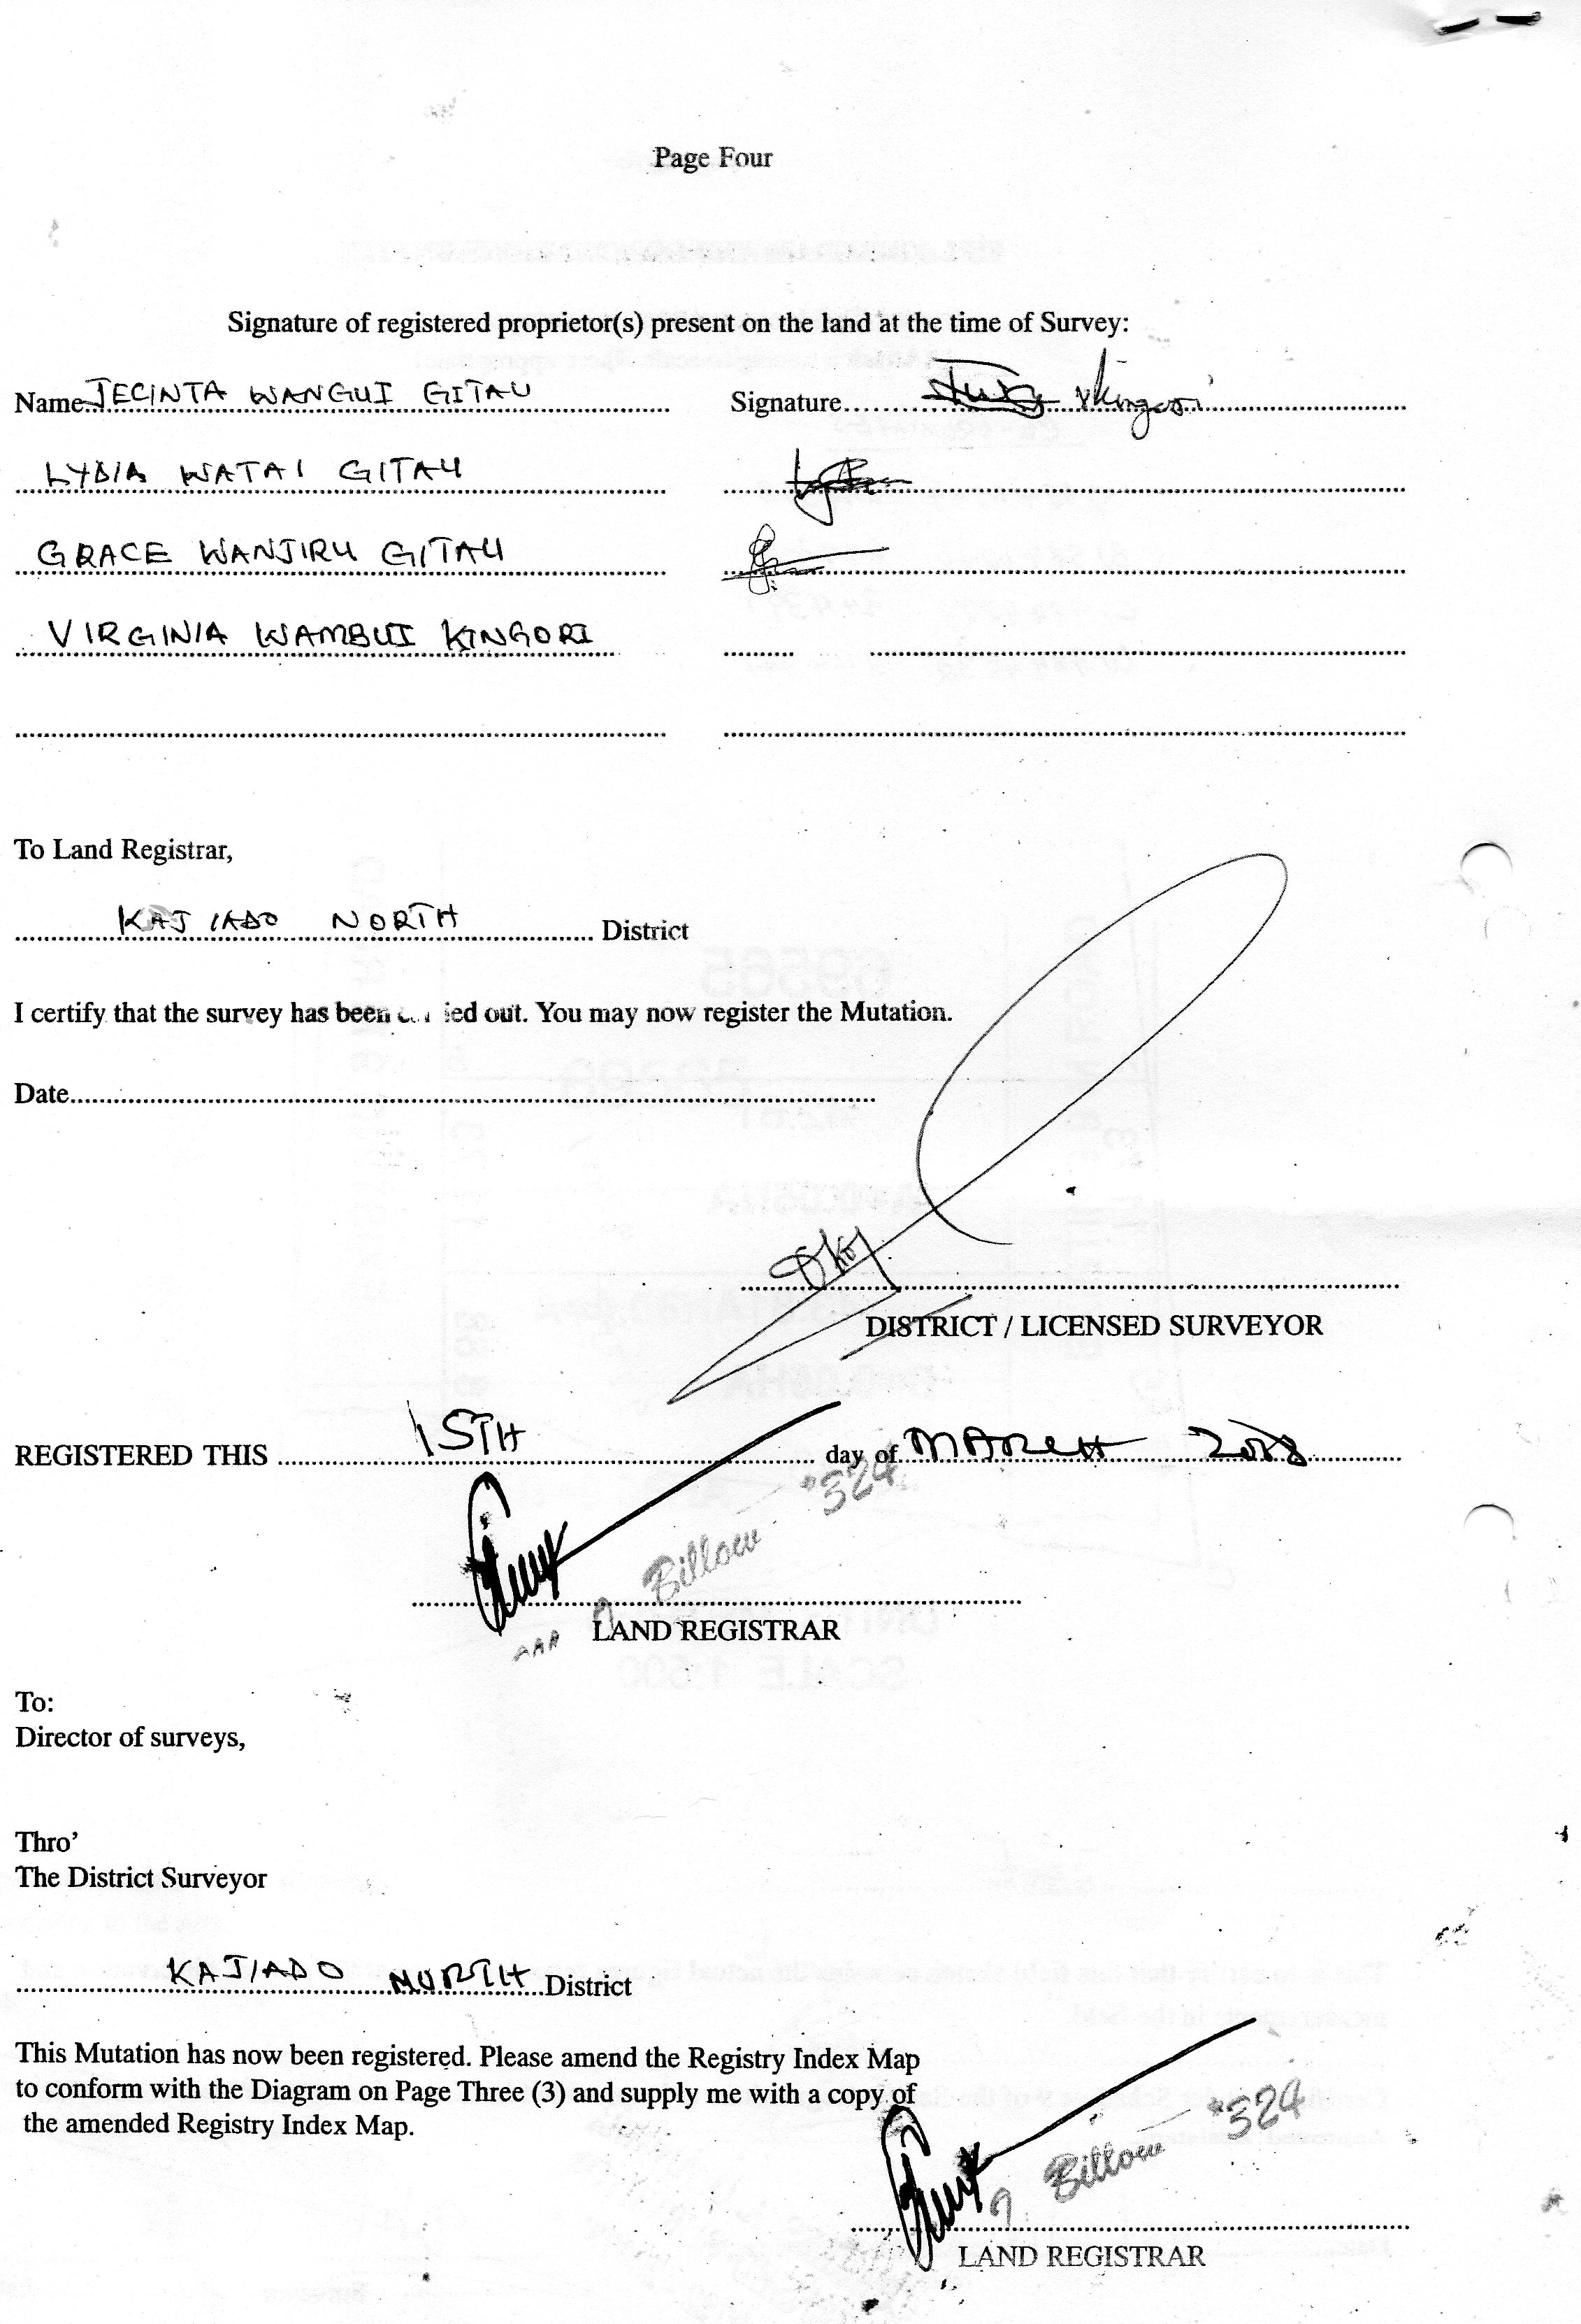 Page Four
Signature of registered proprietor(s) present on the land at the time of Survey:
Name JECINTA WANGUI GITAU Signature
LYDIA WATAI GITAU
GRACE WANJIRU GITAU
VIRGINIA WAMBUI KINGORI
To Land Registrar,
KAJIADO NORTH District
I certify that the survey has been ied out. You may now register the Mutation.
Date
DISTRICT / LICENSED SURVEYOR
REGISTERED THIS 15TH day of MARCH 2018
Billow *324
LAND REGISTRAR
To:
Director of surveys,
Thro’
The District Surveyor
KAJIADO NORTH District
This Mutation has now been registered. Please amend the Registry Index Map
to conform with the Diagram on Page Three (3) and supply me with a copy of
the amended Registry Index Map.
Billow *324
LAND REGISTRAR